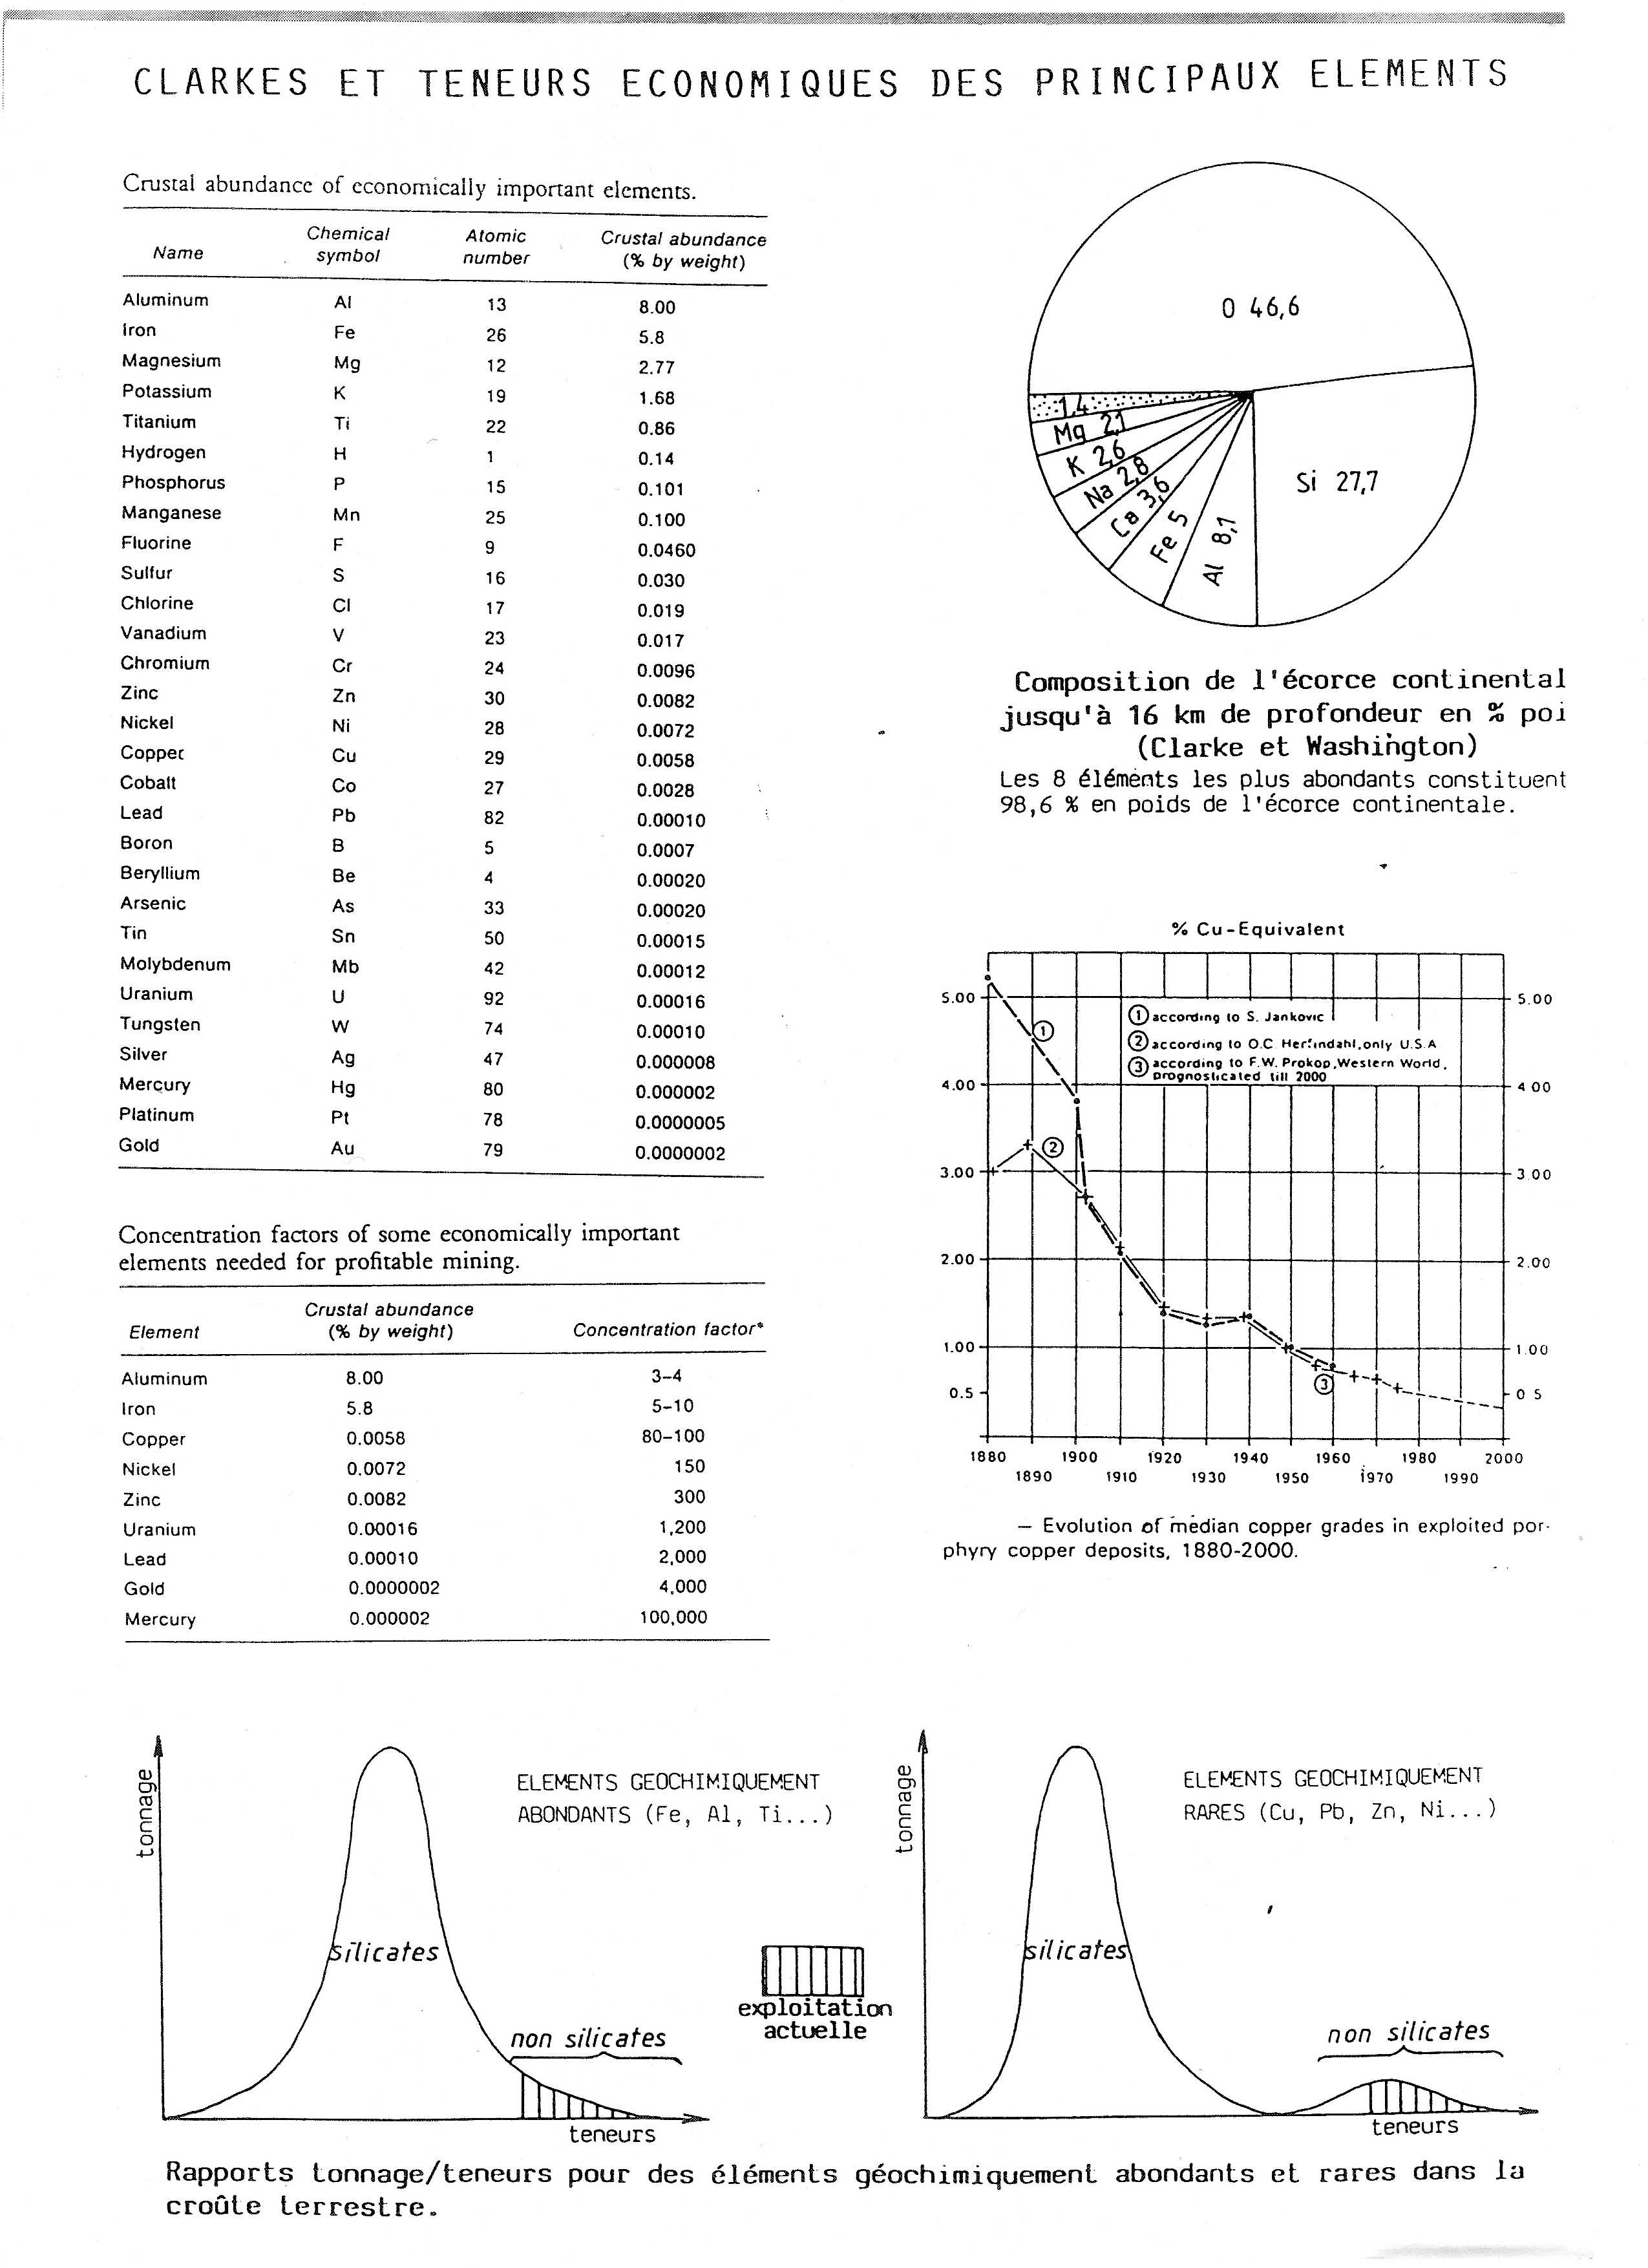 CLARKES ET TENEURS ECONOMIQUES DES PRINCIPAUX ELEMENTS
Crustal abundance of economically important elements.
Name Chemical symbol Atomic number Crustal abundance (% by weight)
Aluminum Al 13 8.00
Iron Fe 26 5.8
Magnesium Mg 12 2.77
Potassium K 19 1.68
Titanium Ti 22 0.86
Hydrogen H 1 0.14
Phosphorus P 15 0.101
Manganese Mn 25 0.100
Fluorine F 9 0.0460
Sulfur S 16 0.030
Chlorine Cl 17 0.019
Vanadium V 23 0.017
Chromium Cr 24 0.0096
Zinc Zn 30 0.0082
Nickel Ni 28 0.0072
Copper Cu 29 0.0058
Cobalt Co 27 0.0028
Lead Pb 82 0.00010
Boron B 5 0.0007
Beryllium Be 4 0.00020
Arsenic As 33 0.00020
Tin Sn 50 0.00015
Molybdenum Mb 42 0.00012
Uranium U 92 0.00016
Tungsten W 74 0.00010
Silver Ag 47 0.000008
Mercury Hg 80 0.000002
Platinum Pt 78 0.0000005
Gold Au 79 0.0000002
Concentration factors of some economically important
elements needed for profitable mining.
Element Crustal abundance (% by weight) Concentration factor*
Aluminum 8.00 3–4
Iron 5.8 5–10
Copper 0.0058 80–100
Nickel 0.0072 150
Zinc 0.0082 300
Uranium 0.00016 1,200
Lead 0.00010 2,000
Gold 0.0000002 4,000
Mercury 0.000002 100,000
O 46,6
Si 27,7
Al 8,1
Fe 5
Ca 3,6
Na 2,8
K 2,6
Mg 2,1
1,4
Composition de l'écorce continental
jusqu'à 16 km de profondeur en % poi
(Clarke et Washington)
Les 8 éléments les plus abondants constituent
98,6 % en poids de l'écorce continentale.
% Cu-Equivalent
5.00 5.00
4.00 4 00
3.00 3 00
2.00 2.00
1.00 1.00
0.5 0 5
1 according to S. Jankovic
2 according to O.C Herfindahl, only U.S.A
3 according to F.W. Prokop, Western World,
prognosticated till 2000
1
2
3
1880 1900 1920 1940 1960 1980 2000
1890 1910 1930 1950 1970 1990
– Evolution of median copper grades in exploited por-
phyry copper deposits, 1880-2000.
tonnage
ELEMENTS GEOCHIMIQUEMENT
ABONDANTS (Fe, Al, Ti...)
silicates
non silicates
teneurs
exploitation
actuelle
tonnage
ELEMENTS GEOCHIMIQUEMENT
RARES (Cu, Pb, Zn, Ni...)
silicates
non silicates
teneurs
Rapports tonnage/teneurs pour des éléments géochimiquement abondants et rares dans la
croûte terrestre.